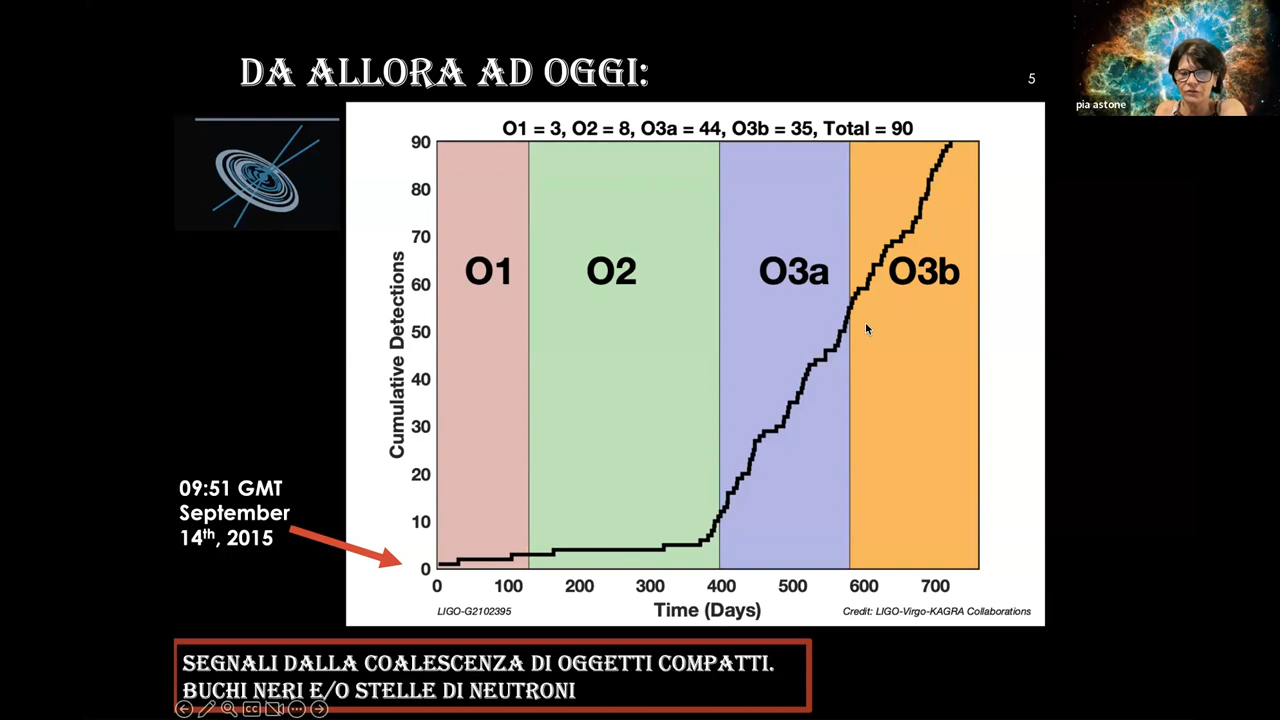 DA ALLORA AD OGGI:
5
pia astone
O1 = 3, O2 = 8, O3a = 44, O3b = 35, Total = 90
90
80
70
60
50
40
30
20
10
0
Cumulative Detections
O1
O2
O3a
O3b
0 100 200 300 400 500 600 700
Time (Days)
LIGO-G2102395
Credit: LIGO-Virgo-KAGRA Collaborations
09:51 GMT
September
14th, 2015
SEGNALI DALLA COALESCENZA DI OGGETTI COMPATTI.
BUCHI NERI E/O STELLE DI NEUTRONI
CC